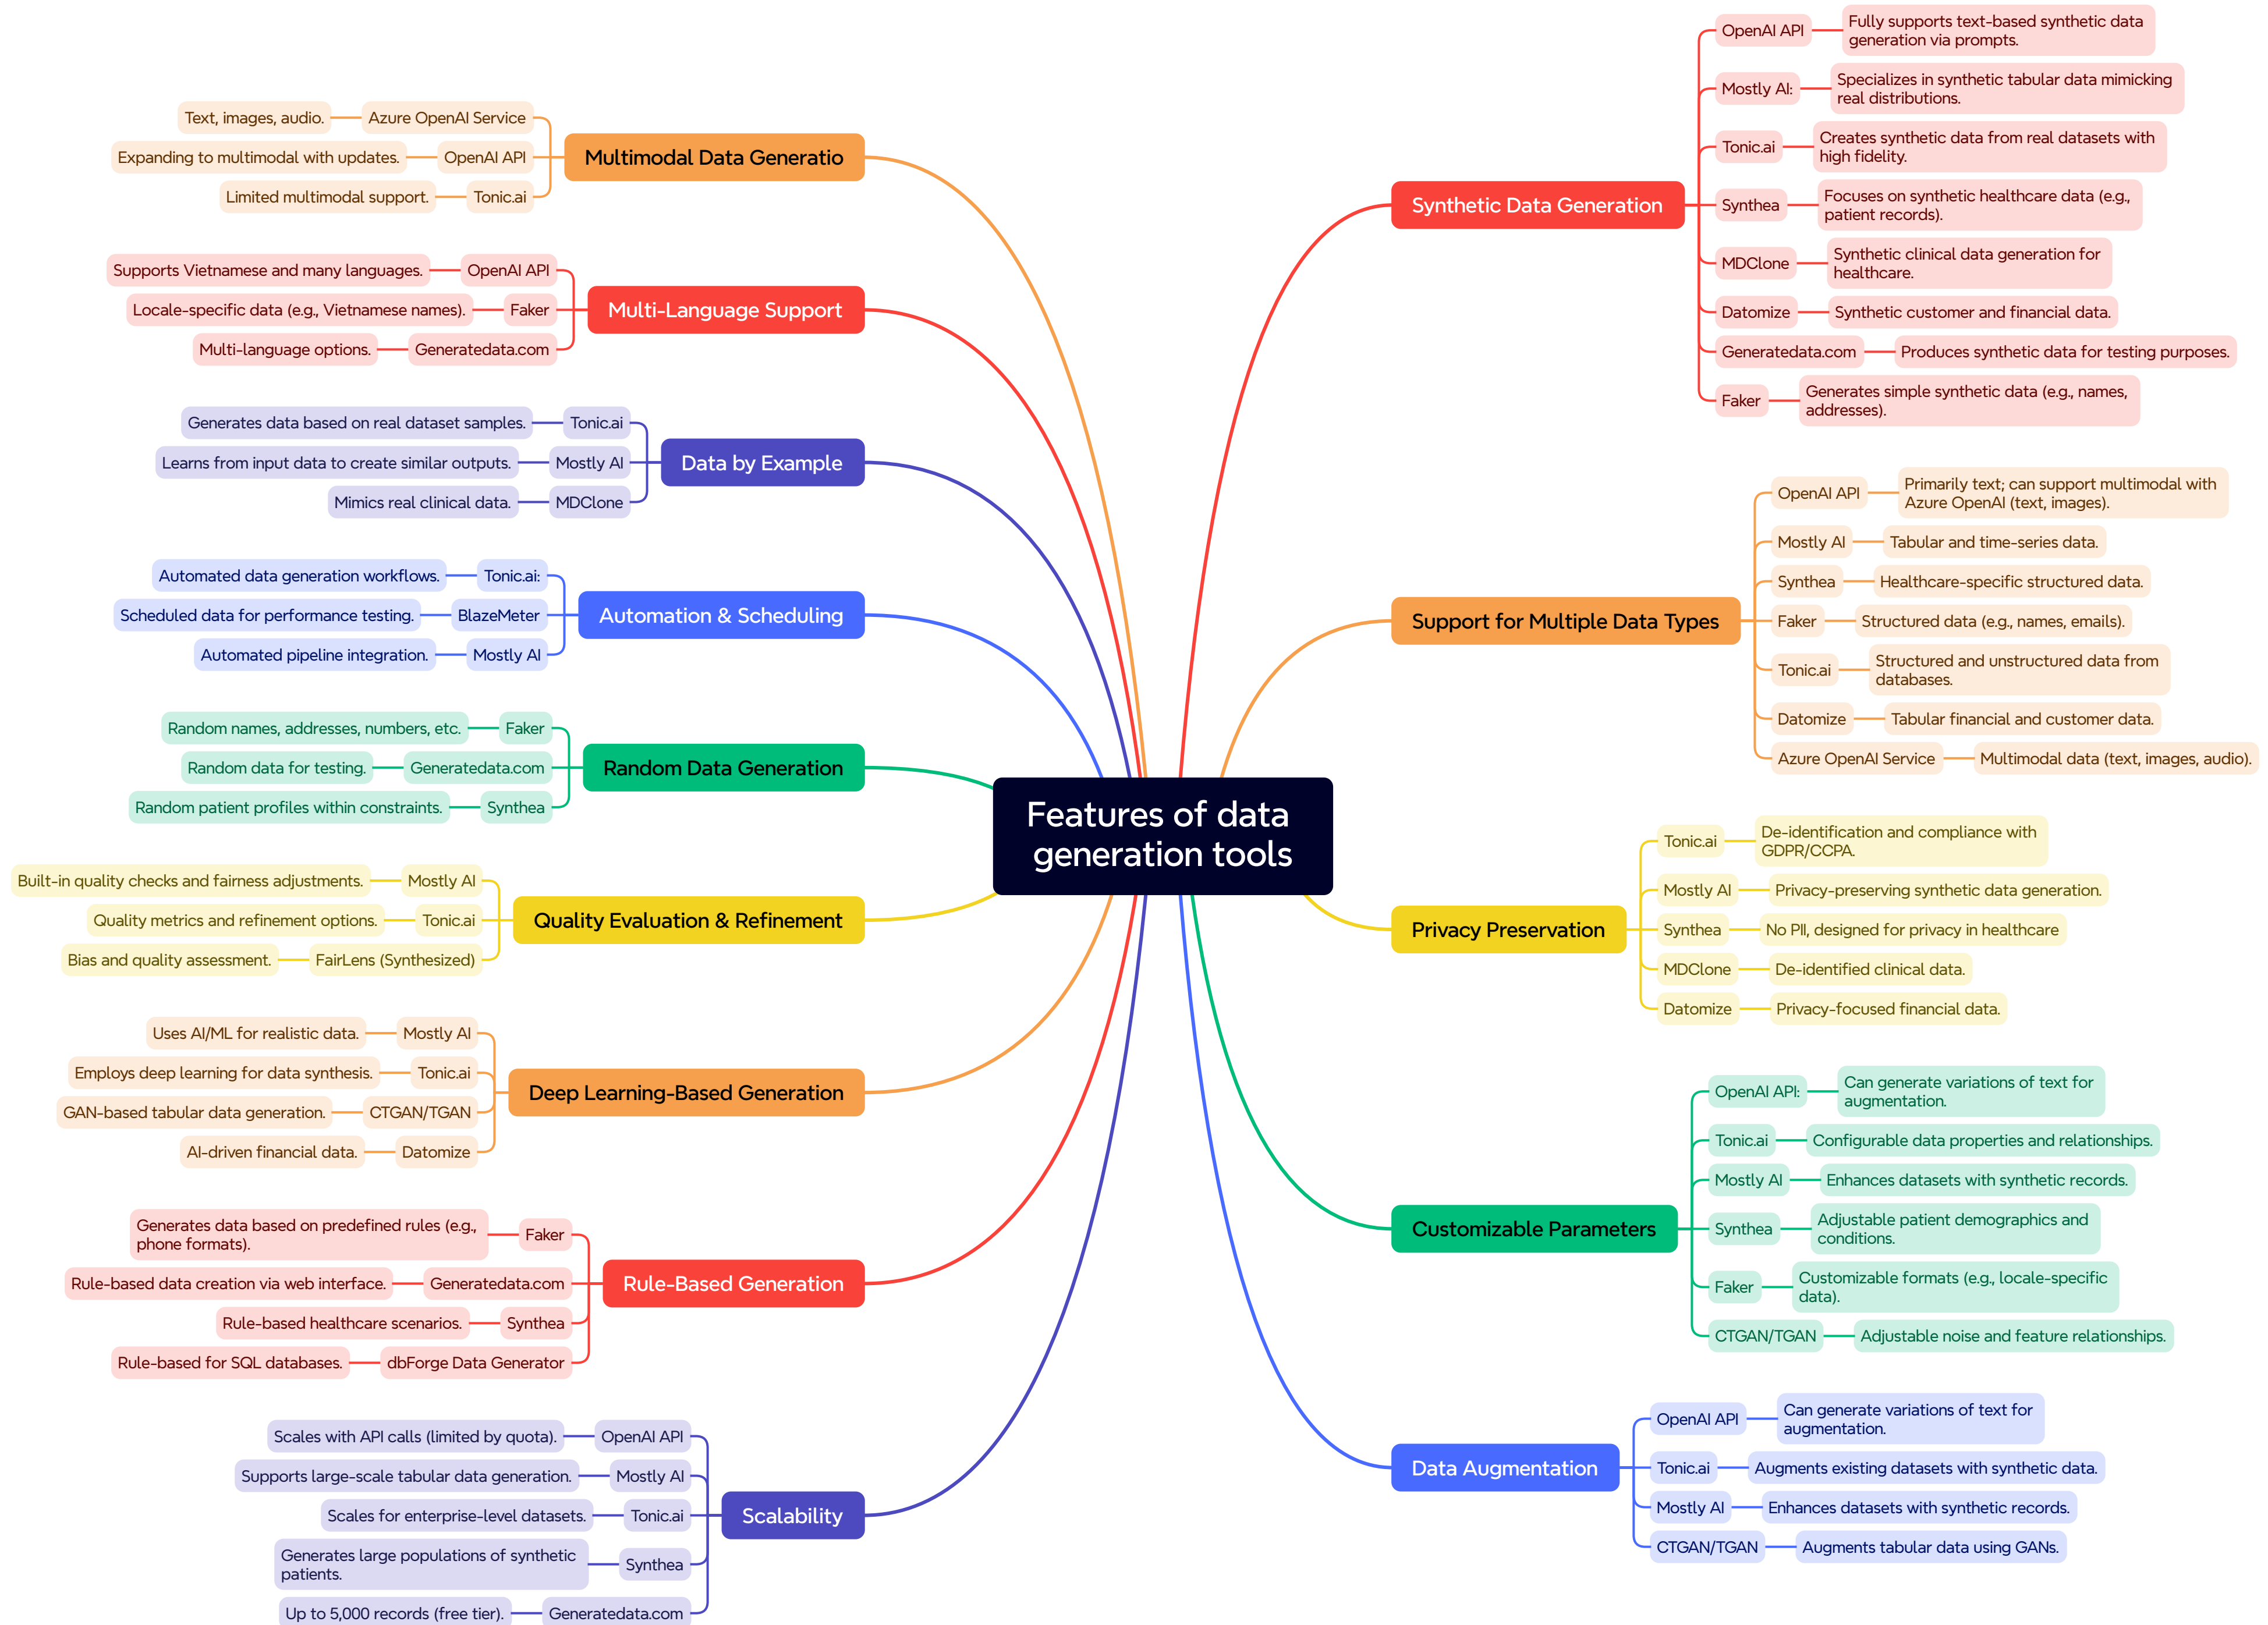 Features of data
generation tools
Synthetic Data Generation
OpenAI API
Fully supports text-based synthetic data
generation via prompts.
Mostly AI:
Specializes in synthetic tabular data mimicking
real distributions.
Tonic.ai
Creates synthetic data from real datasets with
high fidelity.
Synthea
Focuses on synthetic healthcare data (e.g.,
patient records).
MDClone
Synthetic clinical data generation for
healthcare.
Datomize
Synthetic customer and financial data.
Generatedata.com
Produces synthetic data for testing purposes.
Faker
Generates simple synthetic data (e.g., names,
addresses).
Support for Multiple Data Types
OpenAI API
Primarily text; can support multimodal with
Azure OpenAI (text, images).
Mostly AI
Tabular and time-series data.
Synthea
Healthcare-specific structured data.
Faker
Structured data (e.g., names, emails).
Tonic.ai
Structured and unstructured data from
databases.
Datomize
Tabular financial and customer data.
Azure OpenAI Service
Multimodal data (text, images, audio).
Privacy Preservation
Tonic.ai
De-identification and compliance with
GDPR/CCPA.
Mostly AI
Privacy-preserving synthetic data generation.
Synthea
No PII, designed for privacy in healthcare
MDClone
De-identified clinical data.
Datomize
Privacy-focused financial data.
Customizable Parameters
OpenAI API:
Can generate variations of text for
augmentation.
Tonic.ai
Configurable data properties and relationships.
Mostly AI
Enhances datasets with synthetic records.
Synthea
Adjustable patient demographics and
conditions.
Faker
Customizable formats (e.g., locale-specific
data).
CTGAN/TGAN
Adjustable noise and feature relationships.
Data Augmentation
OpenAI API
Can generate variations of text for
augmentation.
Tonic.ai
Augments existing datasets with synthetic data.
Mostly AI
Enhances datasets with synthetic records.
CTGAN/TGAN
Augments tabular data using GANs.
Multimodal Data Generatio
Azure OpenAI Service
Text, images, audio.
OpenAI API
Expanding to multimodal with updates.
Tonic.ai
Limited multimodal support.
Multi-Language Support
OpenAI API
Supports Vietnamese and many languages.
Faker
Locale-specific data (e.g., Vietnamese names).
Generatedata.com
Multi-language options.
Data by Example
Tonic.ai
Generates data based on real dataset samples.
Mostly AI
Learns from input data to create similar outputs.
MDClone
Mimics real clinical data.
Automation & Scheduling
Tonic.ai:
Automated data generation workflows.
BlazeMeter
Scheduled data for performance testing.
Mostly AI
Automated pipeline integration.
Random Data Generation
Faker
Random names, addresses, numbers, etc.
Generatedata.com
Random data for testing.
Synthea
Random patient profiles within constraints.
Quality Evaluation & Refinement
Mostly AI
Built-in quality checks and fairness adjustments.
Tonic.ai
Quality metrics and refinement options.
FairLens (Synthesized)
Bias and quality assessment.
Deep Learning-Based Generation
Mostly AI
Uses AI/ML for realistic data.
Tonic.ai
Employs deep learning for data synthesis.
CTGAN/TGAN
GAN-based tabular data generation.
Datomize
AI-driven financial data.
Rule-Based Generation
Faker
Generates data based on predefined rules (e.g.,
phone formats).
Generatedata.com
Rule-based data creation via web interface.
Synthea
Rule-based healthcare scenarios.
dbForge Data Generator
Rule-based for SQL databases.
Scalability
OpenAI API
Scales with API calls (limited by quota).
Mostly AI
Supports large-scale tabular data generation.
Tonic.ai
Scales for enterprise-level datasets.
Synthea
Generates large populations of synthetic
patients.
Generatedata.com
Up to 5,000 records (free tier).